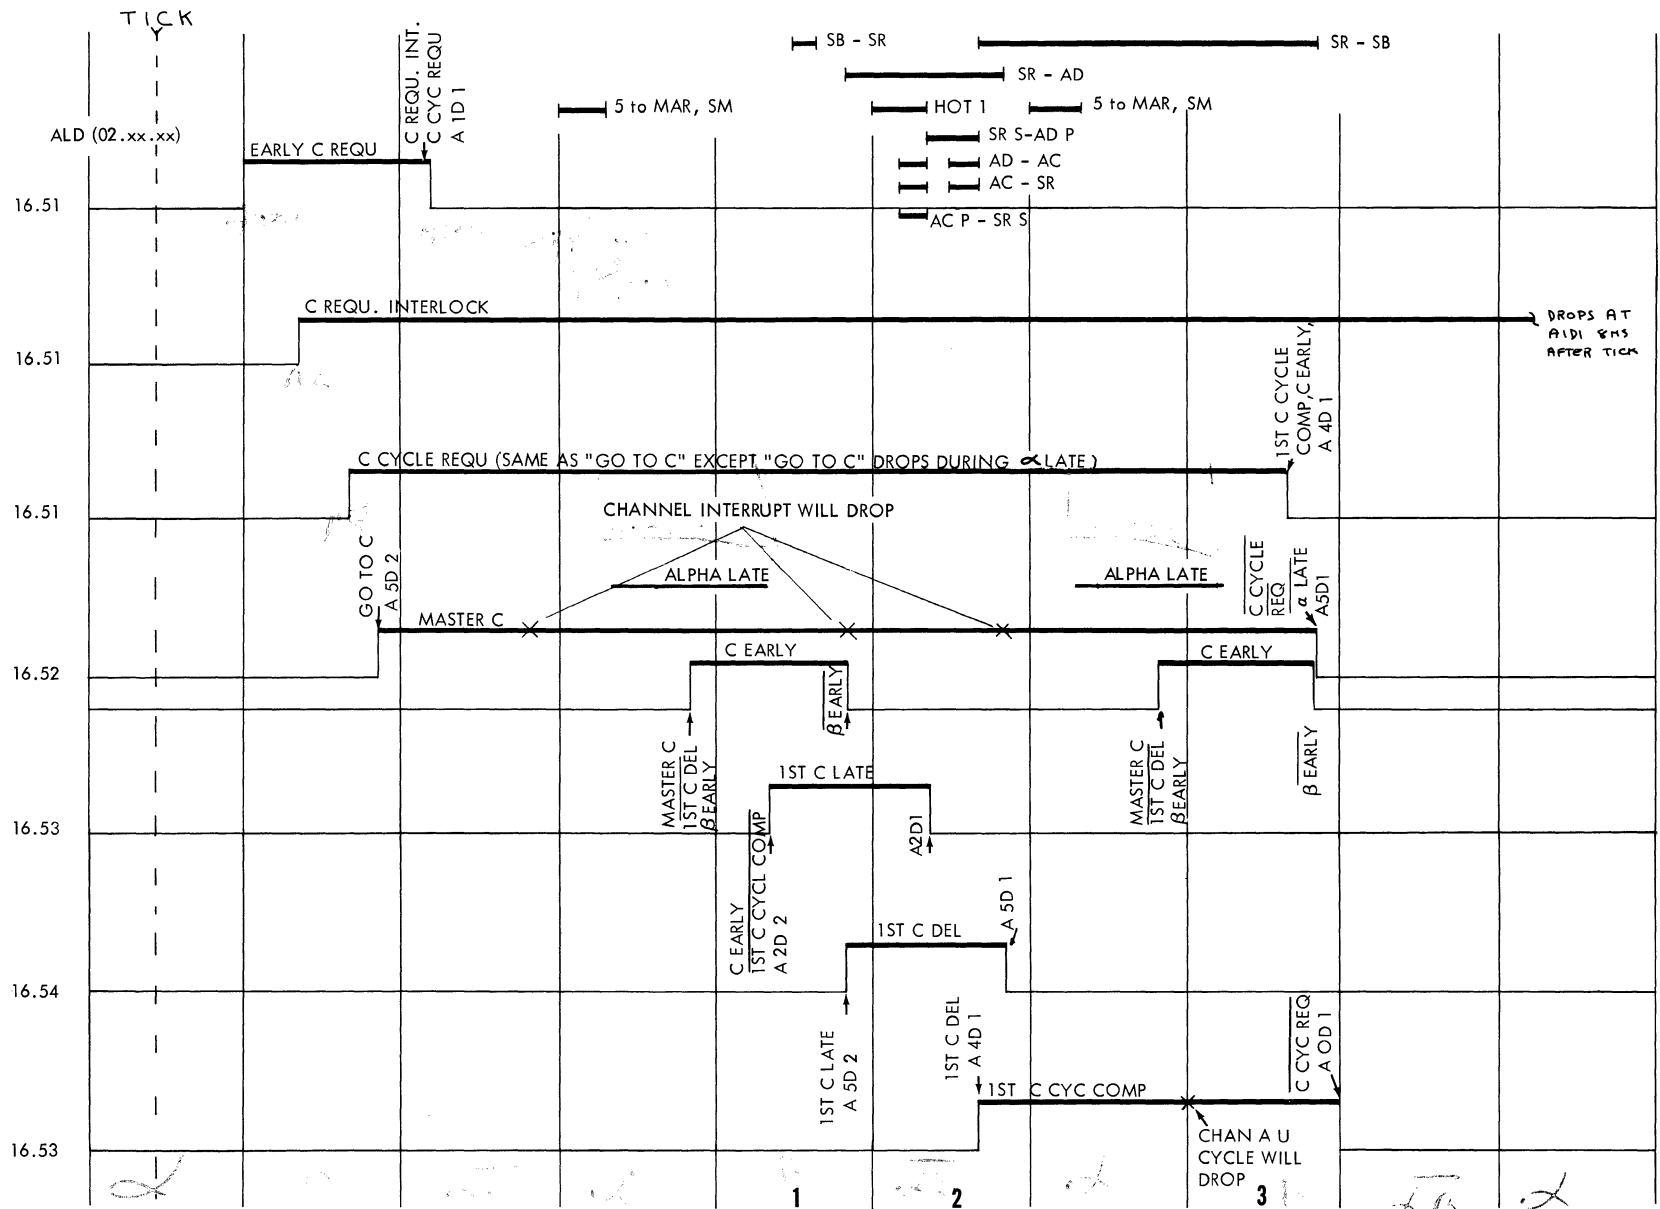 TICK
SB - SR
SR - SB
SR - AD
5 to MAR, SM
HOT 1
5 to MAR, SM
C REQU. INT.
C CYC REQU
A 1D 1
ALD (02.xx.xx)
SR S-AD P
EARLY C REQU
AD - AC
AC - SR
16.51
AC P - SR S
C REQU. INTERLOCK
DROPS AT
A1D1 8MS
AFTER TICK
16.51
1ST C CYCLE
COMP, C EARLY,
A 4D 1
C CYCLE REQU (SAME AS "GO TO C" EXCEPT "GO TO C" DROPS DURING α LATE.)
16.51
CHANNEL INTERRUPT WILL DROP
GO TO C
A 5D 2
ALPHA LATE
ALPHA LATE
C CYCLE
REQ
α LATE
A5D1
MASTER C
C EARLY
C EARLY
16.52
β EARLY
MASTER C
1ST C DEL
β EARLY
MASTER C
1ST C DEL
β EARLY
β EARLY
1ST C LATE
16.53
C EARLY
1ST C CYCL COMP
A 2D 2
A2D1
1ST C DEL
A 5D 1
16.54
1ST C LATE
A 5D 2
1ST C DEL
A 4D 1
C CYC REQ
A 0D 1
1ST C CYC COMP
16.53
CHAN A U
CYCLE WILL
DROP
1
2
3